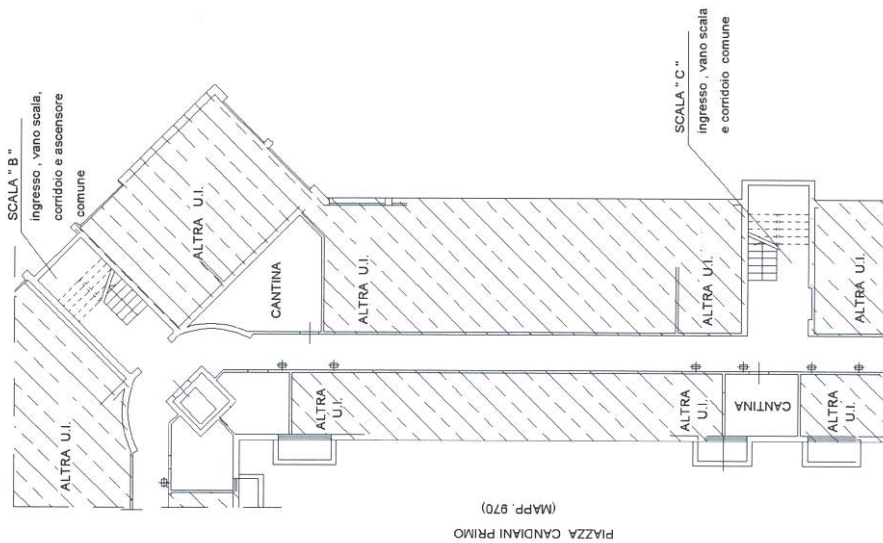 SCALA " B "
ingresso , vano scala,
corridoio e ascensore
comune
ALTRA U.I.
ALTRA U.I.
CANTINA
ALTRA U.I.
ALTRA U.I.
SCALA " C "
ingresso , vano scala
e corridoio comune
ALTRA U.I.
ALTRA
U.I.
ALTRA
U.I.
CANTINA
ALTRA
U.I.
PIAZZA CANDIANI PRIMO
(MAPP. 970)